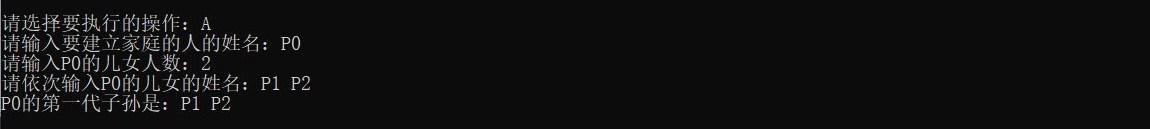 请选择要执行的操作：A
请输入要建立家庭的人的姓名：P0
请输入P0的儿女人数：2
请依次输入P0的儿女的姓名：P1 P2
P0的第一代子孙是：P1 P2